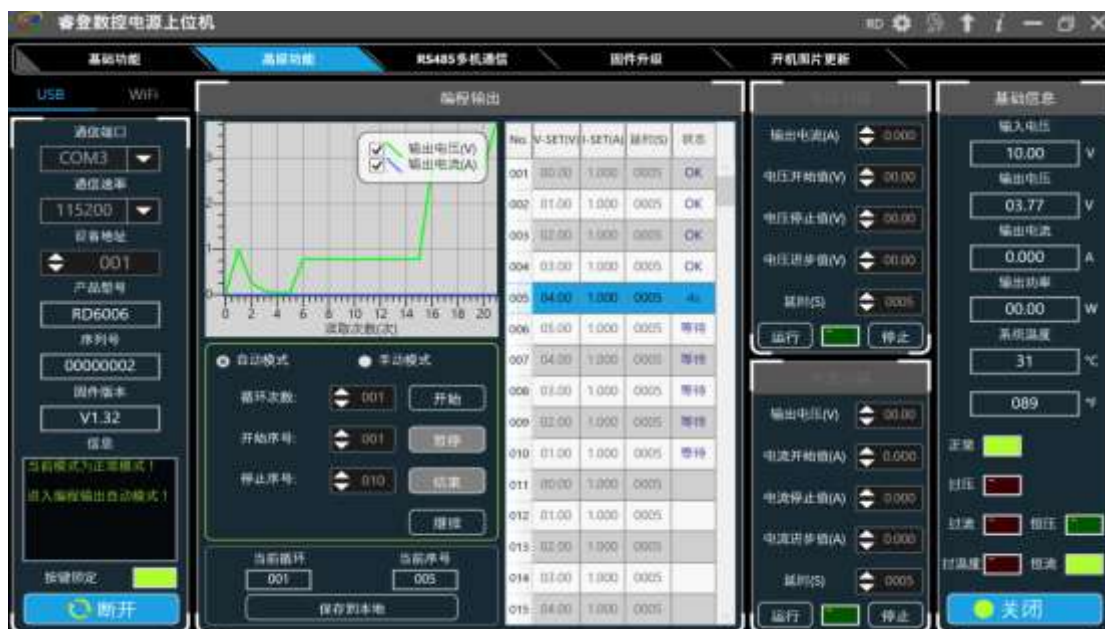 睿登数控电源上位机
RD
基础功能
高级功能
RS485多机通信
固件升级
开机图片更新
USB
WiFi
通信端口
COM3
通信速率
115200
设备地址
001
产品型号
RD6006
序列号
00000002
固件版本
V1.32
信息
当前模式为正常模式！
进入编程输出自动模式！
按键锁定
断开
编程输出
输出电压(V)
输出电流(A)
0 2 4 6 8 10 12 14 16 18 20
读取次数(次)
自动模式
手动模式
循环次数:
001
开始
开始序号:
001
暂停
停止序号:
010
结束
继续
当前循环
当前序号
001
005
保存到本地
No. V-SET(V) I-SET(A) 延时(S) 状态
001 00.00 1.000 0005 OK
002 01.00 1.000 0005 OK
003 02.00 1.000 0005 OK
004 03.00 1.000 0005 OK
005 04.00 1.000 0005
006 05.00 1.000 0005 等待
007 04.00 1.000 0005 等待
008 03.00 1.000 0005 等待
009 02.00 1.000 0005 等待
010 01.00 1.000 0005 等待
011 00.00 1.000 0005
012 01.00 1.000 0005
013 02.00 1.000 0005
014 03.00 1.000 0005
015 04.00 1.000 0005
输出电流(A) 0.000
电压开始值(V) 00.00
电压停止值(V) 00.00
电压进步值(V) 00.00
延时(S) 0005
运行
停止
输出电压(V) 00.00
电流开始值(A) 0.000
电流停止值(A) 0.000
电流进步值(A) 0.000
延时(S) 0005
运行
停止
基础信息
输入电压
10.00 V
输出电压
03.77 V
输出电流
0.000 A
输出功率
00.00 W
系统温度
31 ℃
089 ℉
正常
过压
过流
恒压
过温度
恒流
关闭